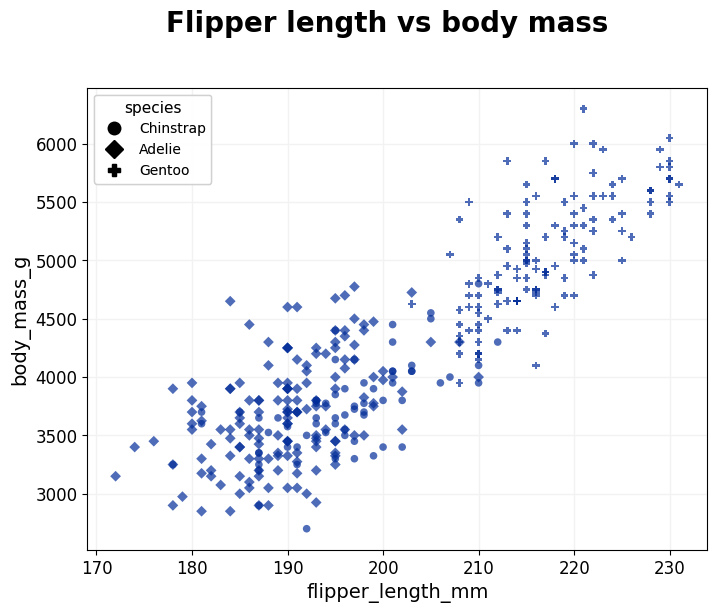 Flipper length vs body mass
species
Chinstrap
Adelie
Gentoo
6000
5500
5000
4500
4000
3500
3000
body_mass_g
170 180 190 200 210 220 230
flipper_length_mm